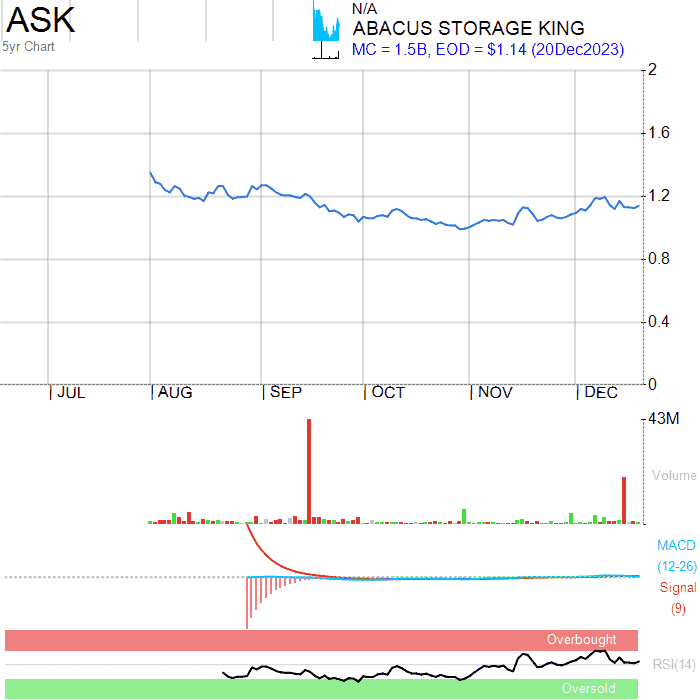 ASK
5yr Chart
N/A
ABACUS STORAGE KING
MC = 1.5B, EOD = $1.14 (20Dec2023)
2
1.6
1.2
0.8
0.4
0
JUL AUG SEP OCT NOV DEC
43M
Volume
MACD
(12-26)
Signal
(9)
Overbought
RSI(14)
Oversold